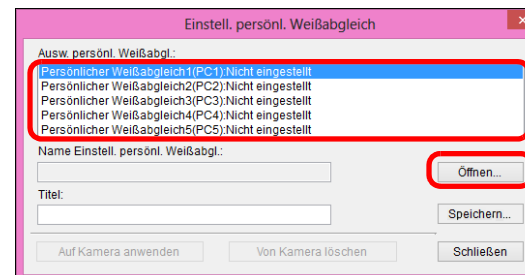 Einstell. persönl. Weißabgleich
Ausw. persönl. Weißabgl.:
Persönlicher Weißabgleich1(PC1):Nicht eingestellt
Persönlicher Weißabgleich2(PC2):Nicht eingestellt
Persönlicher Weißabgleich3(PC3):Nicht eingestellt
Persönlicher Weißabgleich4(PC4):Nicht eingestellt
Persönlicher Weißabgleich5(PC5):Nicht eingestellt
Name Einstell. persönl. Weißabgl.:
Öffnen...
Titel:
Speichern...
Auf Kamera anwenden Von Kamera löschen Schließen